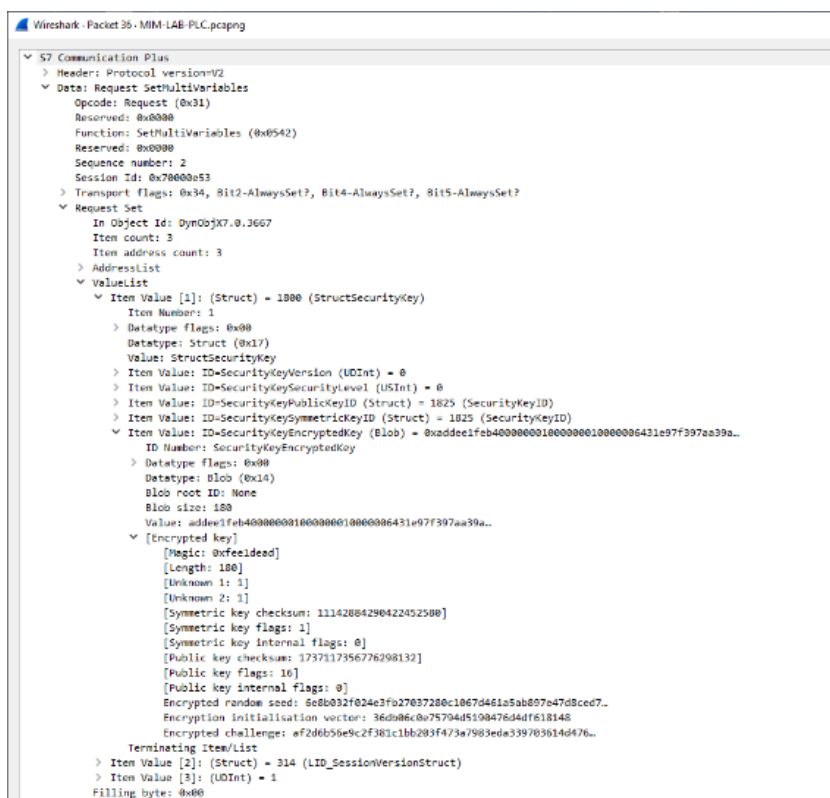 Wireshark · Packet 36 · MIM-LAB-PLC.pcapng
S7 Communication Plus
Header: Protocol version=V2
Data: Request SetMultiVariables
Opcode: Request (0x31)
Reserved: 0x0000
Function: SetMultiVariables (0x0542)
Reserved: 0x0000
Sequence number: 2
Session Id: 0x70000e53
Transport flags: 0x34, Bit2-AlwaysSet?, Bit4-AlwaysSet?, Bit5-AlwaysSet?
Request Set
In Object Id: DynObjX7.0.3667
Item count: 3
Item address count: 3
AddressList
ValueList
Item Value [1]: (Struct) = 1800 (StructSecurityKey)
Item Number: 1
Datatype flags: 0x00
Datatype: Struct (0x17)
Value: StructSecurityKey
Item Value: ID=SecurityKeyVersion (UDInt) = 0
Item Value: ID=SecurityKeySecurityLevel (USInt) = 0
Item Value: ID=SecurityKeyPublicKeyID (Struct) = 1825 (SecurityKeyID)
Item Value: ID=SecurityKeySymmetricKeyID (Struct) = 1825 (SecurityKeyID)
Item Value: ID=SecurityKeyEncryptedKey (Blob) = 0xaddee1feb4000000010000000100000006431e97f397aa39a…
ID Number: SecurityKeyEncryptedKey
Datatype flags: 0x00
Datatype: Blob (0x14)
Blob root ID: None
Blob size: 180
Value: addee1feb4000000010000000100000006431e97f397aa39a…
[Encrypted key]
[Magic: 0xfee1dead]
[Length: 180]
[Unknown 1: 1]
[Unknown 2: 1]
[Symmetric key checksum: 11142884290422452580]
[Symmetric key flags: 1]
[Symmetric key internal flags: 0]
[Public key checksum: 1737117356776298132]
[Public key flags: 16]
[Public key internal flags: 0]
Encrypted random seed: 6e8b032f024e3fb27037280c1067d461a5ab897e47d8ced7…
Encryption initialisation vector: 36db06c0e75794d5190476d4df618148
Encrypted challenge: af2d6b56e9c2f381c1bb203f473a7983eda339703614d476…
Terminating Item/List
Item Value [2]: (Struct) = 314 (LID_SessionVersionStruct)
Item Value [3]: (UDInt) = 1
Filling byte: 0x00